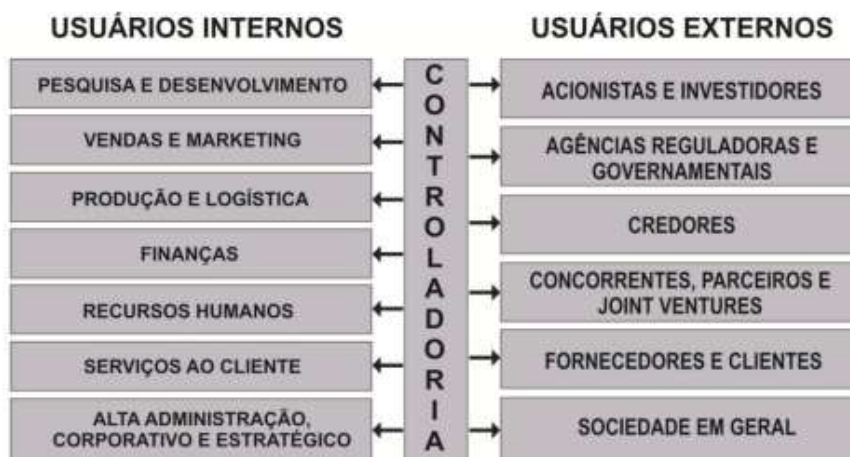 USUÁRIOS INTERNOS
PESQUISA E DESENVOLVIMENTO
VENDAS E MARKETING
PRODUÇÃO E LOGÍSTICA
FINANÇAS
RECURSOS HUMANOS
SERVIÇOS AO CLIENTE
ALTA ADMINISTRAÇÃO,
CORPORATIVO E ESTRATÉGICO
CONTROLADORIA
USUÁRIOS EXTERNOS
ACIONISTAS E INVESTIDORES
AGÊNCIAS REGULADORAS E
GOVERNAMENTAIS
CREDORES
CONCORRENTES, PARCEIROS E
JOINT VENTURES
FORNECEDORES E CLIENTES
SOCIEDADE EM GERAL